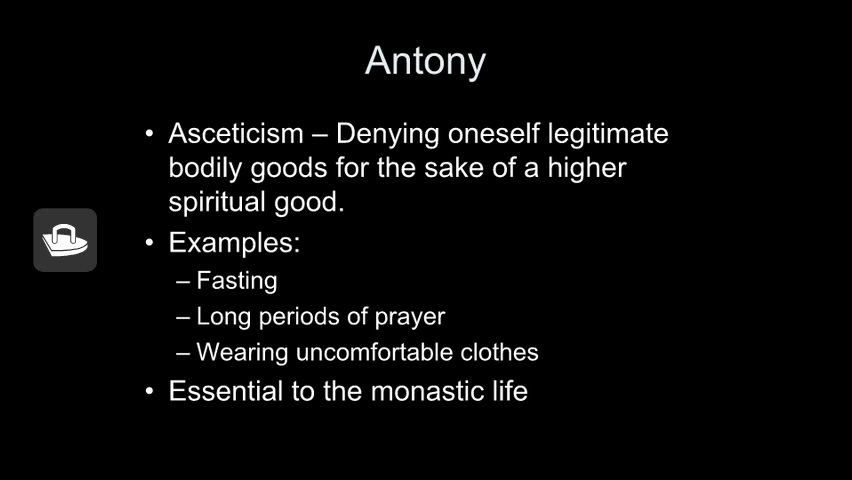 Antony
• Asceticism – Denying oneself legitimate
bodily goods for the sake of a higher
spiritual good.
• Examples:
– Fasting
– Long periods of prayer
– Wearing uncomfortable clothes
• Essential to the monastic life